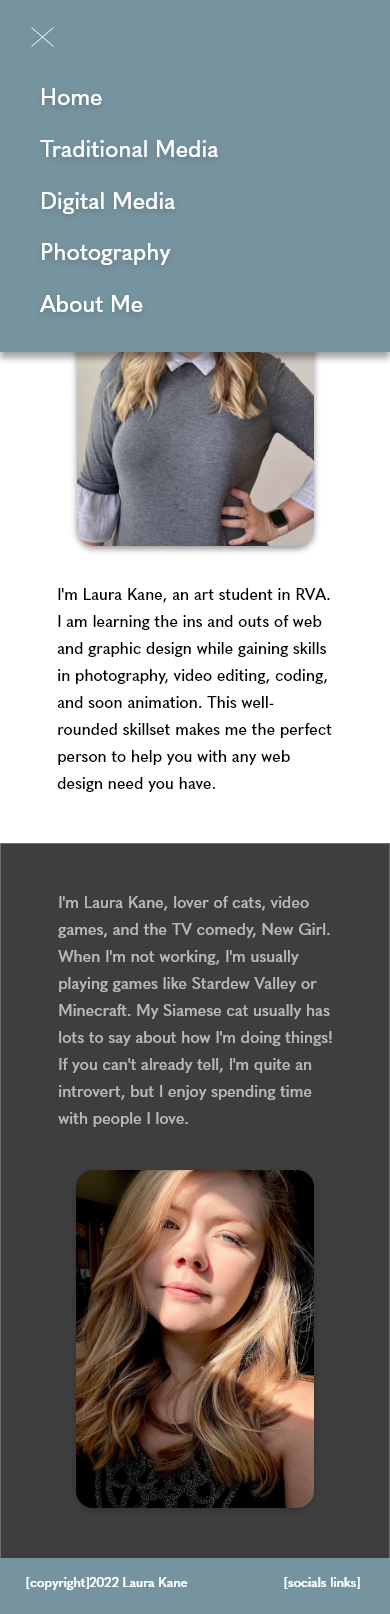 Home
Traditional Media
Digital Media
Photography
About Me
I'm Laura Kane, an art student in RVA.
I am learning the ins and outs of web
and graphic design while gaining skills
in photography, video editing, coding,
and soon animation. This well-
rounded skillset makes me the perfect
person to help you with any web
design need you have.
I'm Laura Kane, lover of cats, video
games, and the TV comedy, New Girl.
When I'm not working, I'm usually
playing games like Stardew Valley or
Minecraft. My Siamese cat usually has
lots to say about how I'm doing things!
If you can't already tell, I'm quite an
introvert, but I enjoy spending time
with people I love.
[copyright]2022 Laura Kane [socials links]